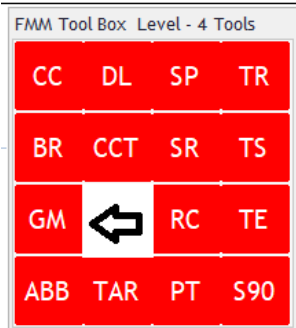 FMM Tool Box Level - 4 Tools
CC DL SP TR
BR CCT SR TS
GM RC TE
ABB TAR PT S90